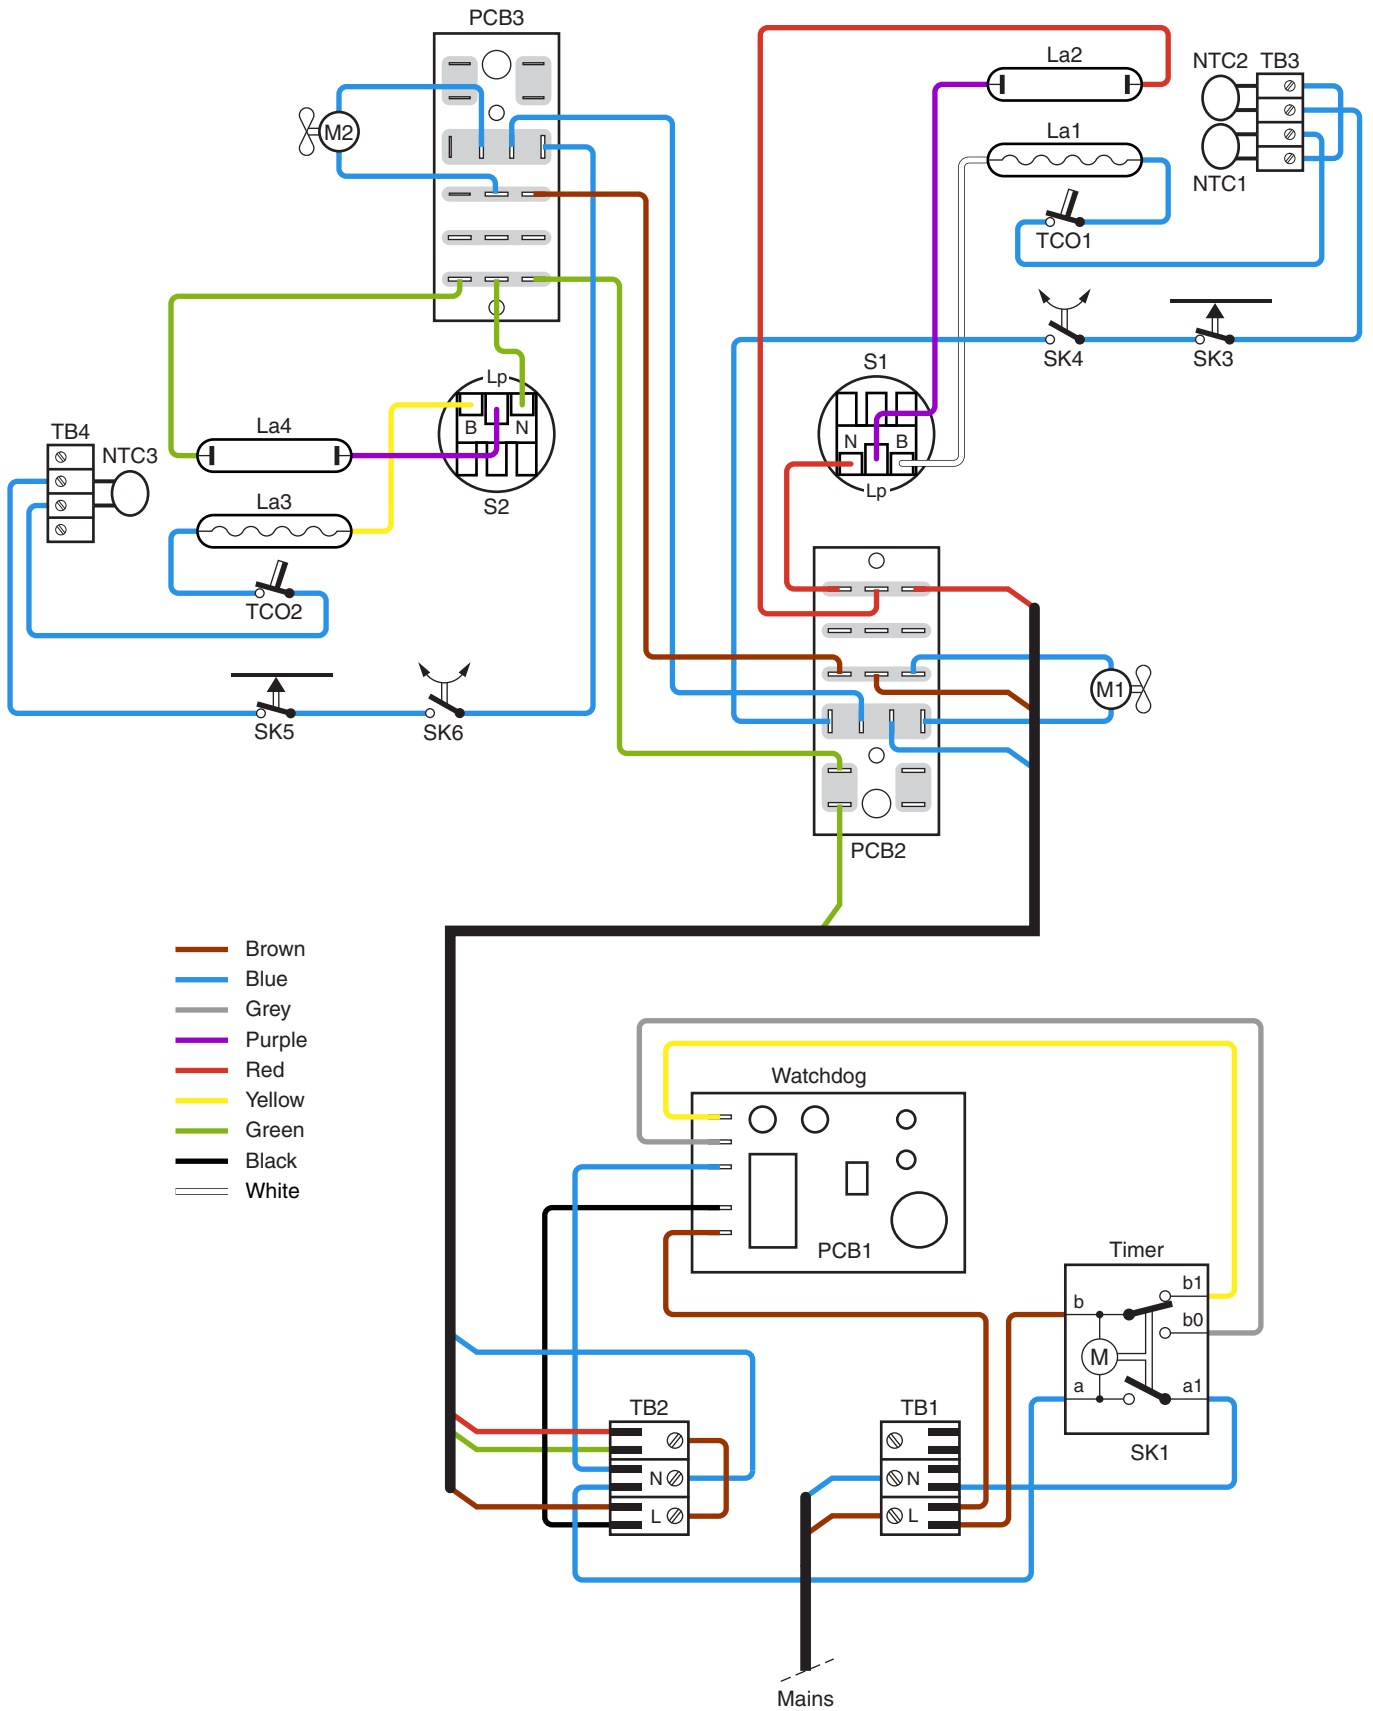 PCB3
La2
NTC2 TB3
M2
La1
NTC1
TCO1
SK4
SK3
S1
Lp
B
N
S2
N
B
Lp
La4
TB4
NTC3
La3
TCO2
SK5
SK6
M1
PCB2
Brown
Blue
Grey
Purple
Red
Yellow
Green
Black
White
Watchdog
PCB1
Timer
b1
b
b0
M
a
a1
SK1
TB2
N
L
TB1
N
L
Mains